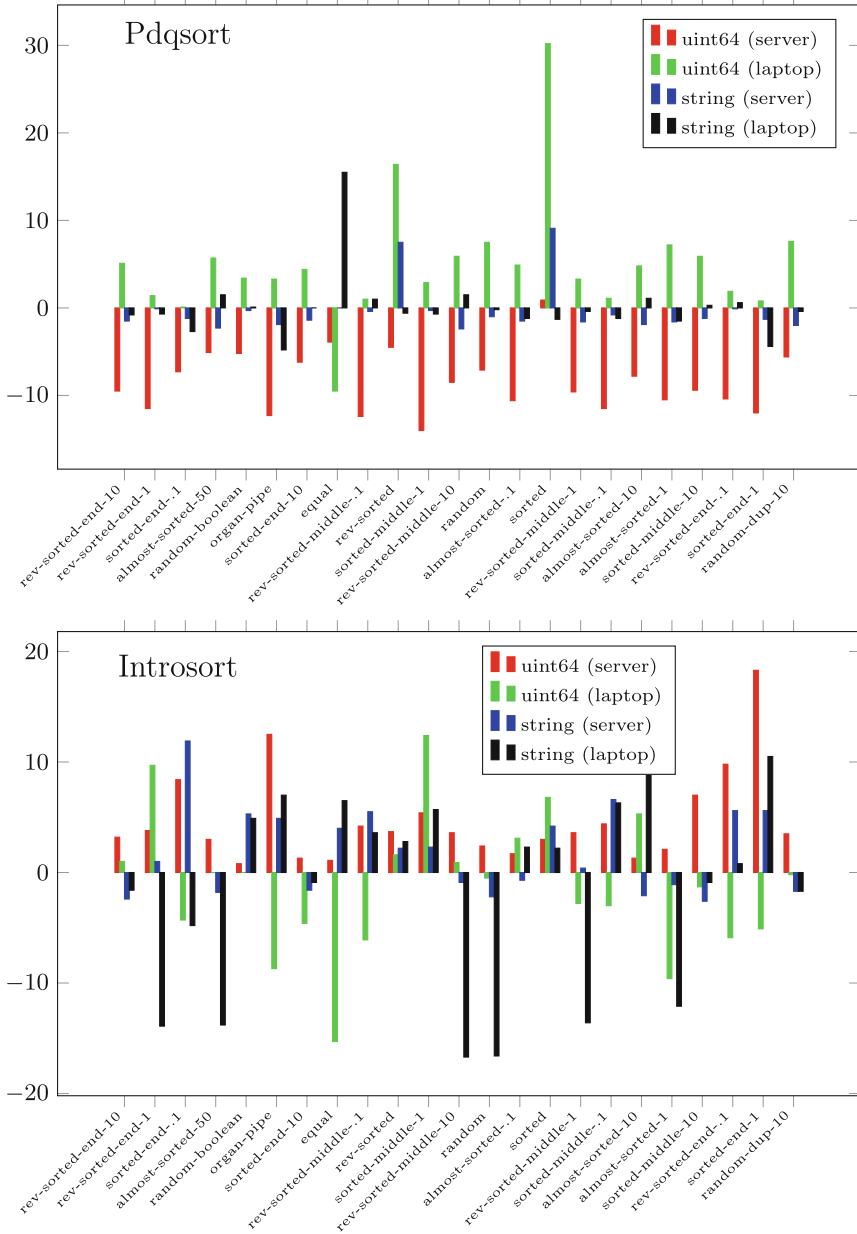 Pdqsort
uint64 (server)
uint64 (laptop)
string (server)
string (laptop)
30
20
10
0
−10
rev-sorted-end-10
rev-sorted-end-1
sorted-end-.1
almost-sorted-50
random-boolean
organ-pipe
sorted-end-10
equal
rev-sorted-middle-.1
rev-sorted
sorted-middle-1
rev-sorted-middle-10
random
almost-sorted-.1
sorted
rev-sorted-middle-1
sorted-middle-.1
almost-sorted-10
almost-sorted-1
sorted-middle-10
rev-sorted-end-.1
sorted-end-1
random-dup-10
Introsort
uint64 (server)
uint64 (laptop)
string (server)
string (laptop)
20
10
0
−10
−20
rev-sorted-end-10
rev-sorted-end-1
sorted-end-.1
almost-sorted-50
random-boolean
organ-pipe
sorted-end-10
equal
rev-sorted-middle-.1
rev-sorted
sorted-middle-1
rev-sorted-middle-10
random
almost-sorted-.1
sorted
rev-sorted-middle-1
sorted-middle-.1
almost-sorted-10
almost-sorted-1
sorted-middle-10
rev-sorted-end-.1
sorted-end-1
random-dup-10